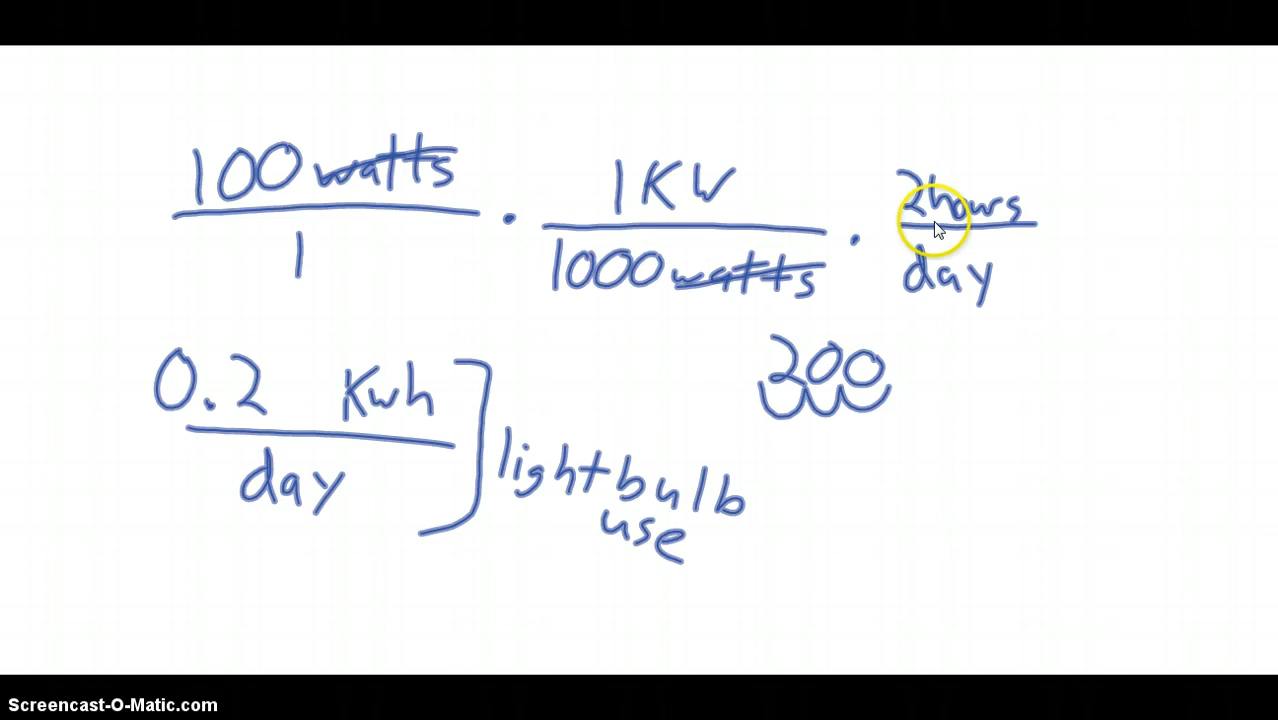 100 watts · 1 KW · 2 hours
1 1000 watts day
0.2 Kwh 200
day
lightbulb
use
Screencast-O-Matic.com